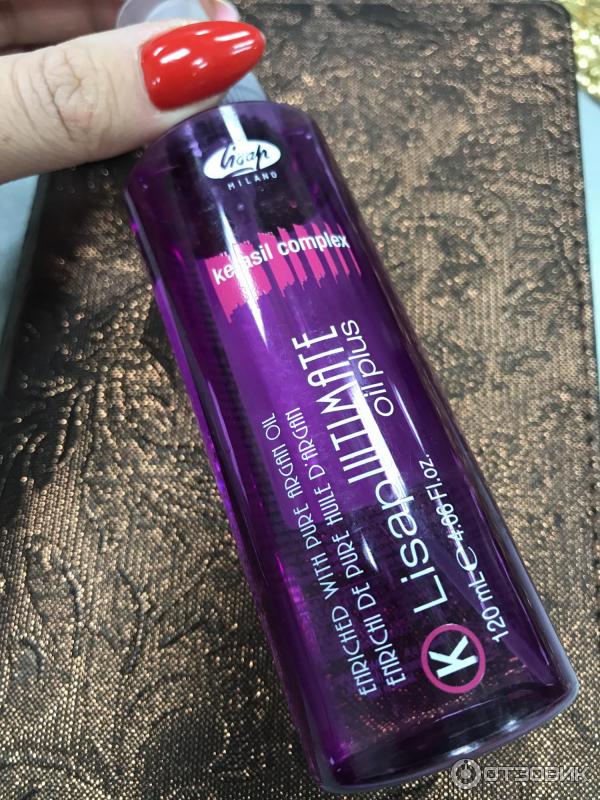 lisap
MILANO
kerasil complex
ENRICHED WITH PURE ARGAN OIL
ENRICHI DE PURE HUILE D'ARGAN
Lisap ULTIMATE
oil plus
K
120 mL e 4.06 Fl.oz.
ОТЗОВИК